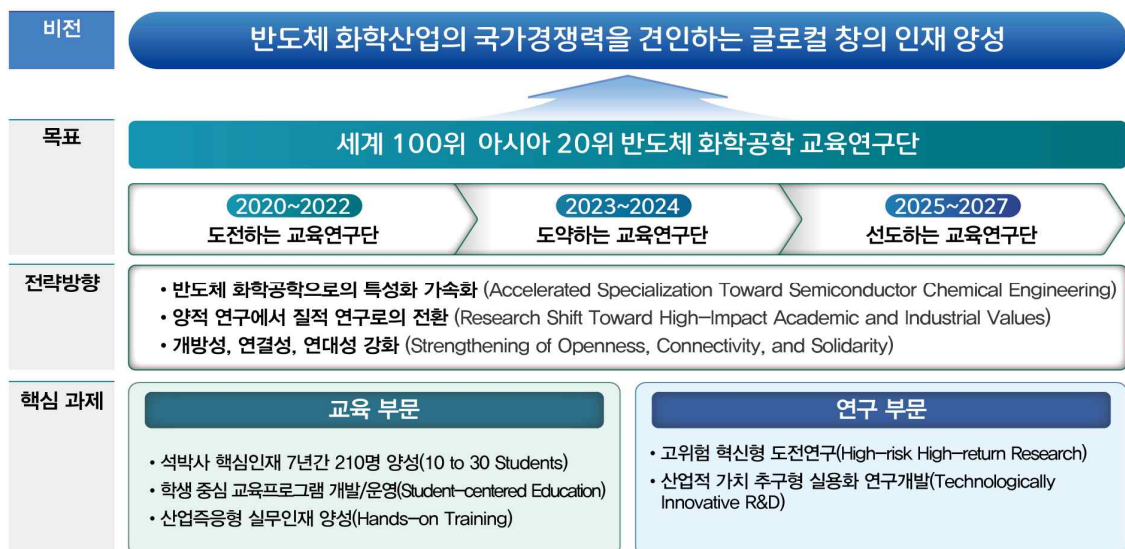 비전
반도체 화학산업의 국가경쟁력을 견인하는 글로컬 창의 인재 양성
목표
세계 100위 아시아 20위 반도체 화학공학 교육연구단
2020~2022
도전하는 교육연구단
2023~2024
도약하는 교육연구단
2025~2027
선도하는 교육연구단
전략방향
• 반도체 화학공학으로의 특성화 가속화 (Accelerated Specialization Toward Semiconductor Chemical Engineering)
• 양적 연구에서 질적 연구로의 전환 (Research Shift Toward High-Impact Academic and Industrial Values)
• 개방성, 연결성, 연대성 강화 (Strengthening of Openness, Connectivity, and Solidarity)
핵심 과제
교육 부문
• 석박사 핵심인재 7년간 210명 양성(10 to 30 Students)
• 학생 중심 교육프로그램 개발/운영(Student-centered Education)
• 산업즉응형 실무인재 양성(Hands-on Training)
연구 부문
• 고위험 혁신형 도전연구(High-risk High-return Research)
• 산업적 가치 추구형 실용화 연구개발(Technologically
Innovative R&D)